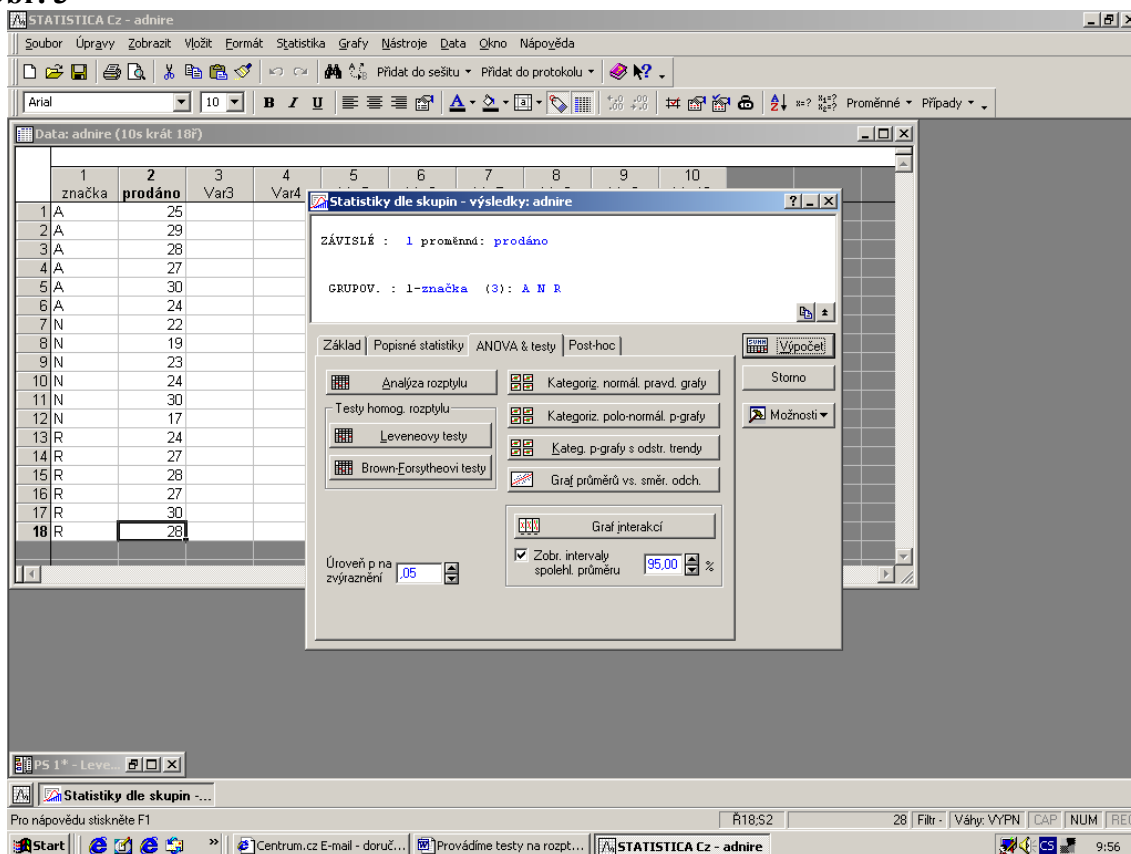 STATISTICA Cz - adnire
Soubor Úpravy Zobrazit Vložit Formát Statistika Grafy Nástroje Data Okno Nápověda
Přidat do sešitu Přidat do protokolu
Arial 10 B I U Proměnné Případy
Data: adnire (10s krát 18ř)
1 2 3 4 5 6 7 8 9 10
značka prodáno Var3 Var4
1 A 25
2 A 29
3 A 28
4 A 27
5 A 30
6 A 24
7 N 22
8 N 19
9 N 23
10 N 24
11 N 30
12 N 17
13 R 24
14 R 27
15 R 28
16 R 27
17 R 30
18 R 28
Statistiky dle skupin - výsledky: adnire
ZÁVISLÉ : 1 proměnná: prodáno
GRUPOV. : 1-značka (3): A N R
Základ Popisné statistiky ANOVA & testy Post-hoc
Výpočet
Storno
Možnosti
Analýza rozptylu
Testy homog. rozptylu
Leveneovy testy
Brown-Forsytheovi testy
Kategoriz. normál. pravd. grafy
Kategoriz. polo-normál. p-grafy
Kateg. p-grafy s odstr. trendy
Graf průměrů vs. směr. odch.
Graf interakcí
Zobr. intervaly
spolehl. průměru 95,00 %
Úroveň p na
zvýraznění ,05
PS 1* - Leve...
Statistiky dle skupin -...
Pro nápovědu stiskněte F1 Ř18;S2 28 Filtr - Váhy: VYPN CAP NUM REC
Start » Centrum.cz E-mail - doruč... Provádíme testy na rozpt... STATISTICA Cz - adnire CS 9:56